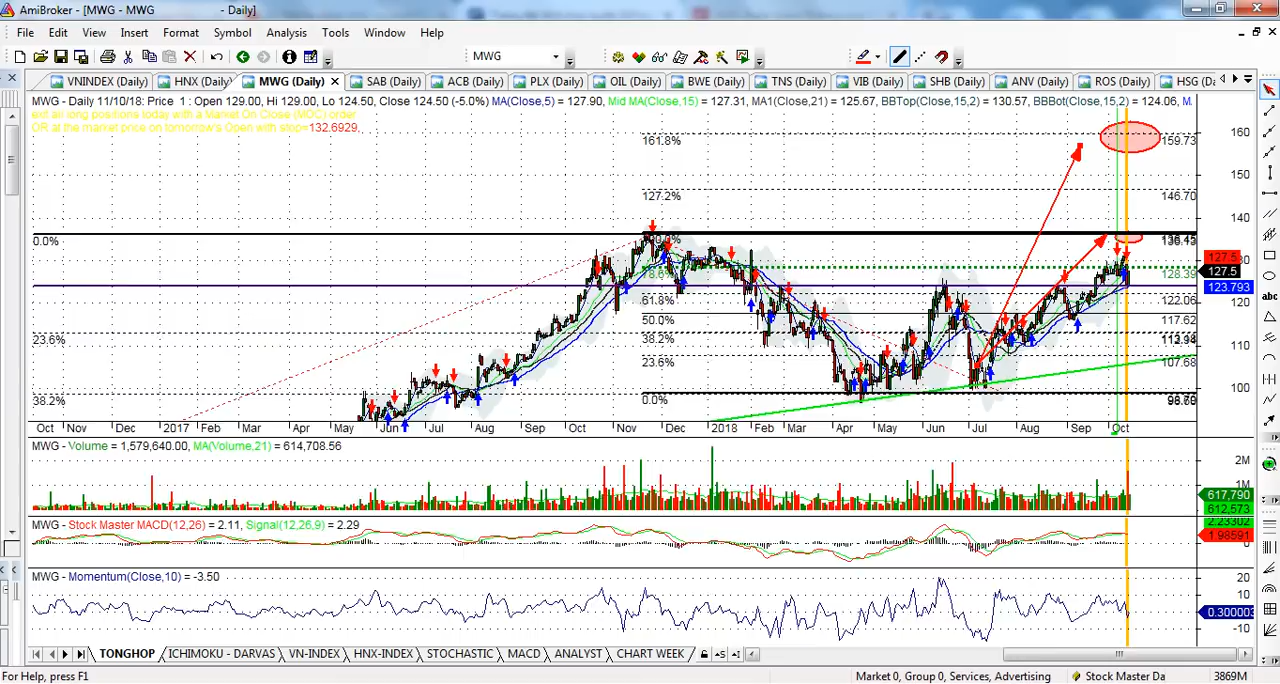 AmiBroker - [MWG - MWG - Daily]
File Edit View Insert Format Symbol Analysis Tools Window Help
MWG
VNINDEX (Daily) HNX (Daily) MWG (Daily) SAB (Daily) ACB (Daily) PLX (Daily) OIL (Daily) BWE (Daily) TNS (Daily) VIB (Daily) SHB (Daily) ANV (Daily) ROS (Daily) HSG (Da
MWG - Daily 11/10/18: Price 1 : Open 129.00, Hi 129.00, Lo 124.50, Close 124.50 (-5.0%) MA(Close,5) = 127.90, Mid MA(Close,15) = 127.31, MA1(Close,21) = 125.67, BBTop(Close,15,2) = 130.57, BBBot(Close,15,2) = 124.06, M.
exit all long positions today with a Market On Close (MOC) order
OR at the market price on tomorrow's Open with stop=132.6929,
161.8% 159.73 160
150
127.2% 146.70
140
0.0%
127.5
128.39
127.5
123.793
61.8% 122.06 120
50.0% 117.62
23.6% 38.2%
110
23.6% 107.68
100
38.2% 0.0%
Oct Nov Dec 2017 Feb Mar Apr May Jun Jul Aug Sep Oct Nov Dec 2018 Feb Mar Apr May Jun Jul Aug Sep Oct
MWG - Volume = 1,579,640.00, MA(Volume,21) = 614,708.56
2M
1M
617,790
612,573
MWG - Stock Master MACD(12,26) = 2.11, Signal(12,26,9) = 2.29
2.23302
1.98591
0
MWG - Momentum(Close,10) = -3.50
20
10
0.300003
-10
TONGHOP ICHIMOKU - DARVAS VN-INDEX HNX-INDEX STOCHASTIC MACD ANALYST CHART WEEK
For Help, press F1 Market 0, Group 0, Services, Advertising Stock Master Da 3869M